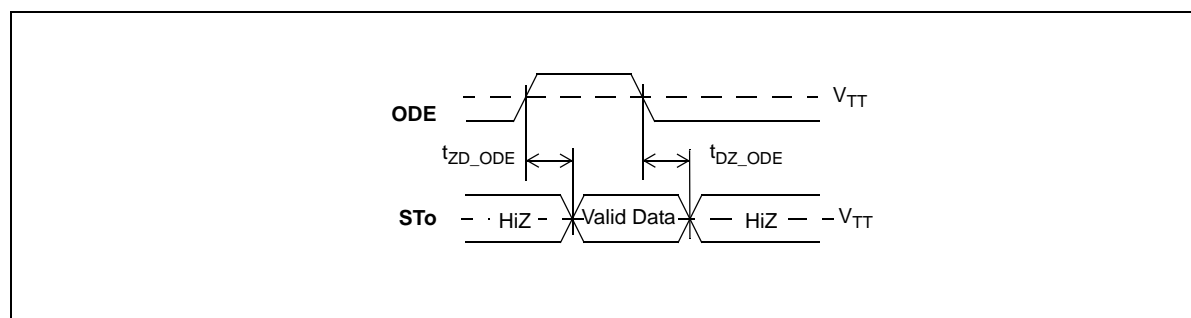 V_TT
ODE
t_ZD_ODE
t_DZ_ODE
STo
HiZ
Valid Data
HiZ
V_TT